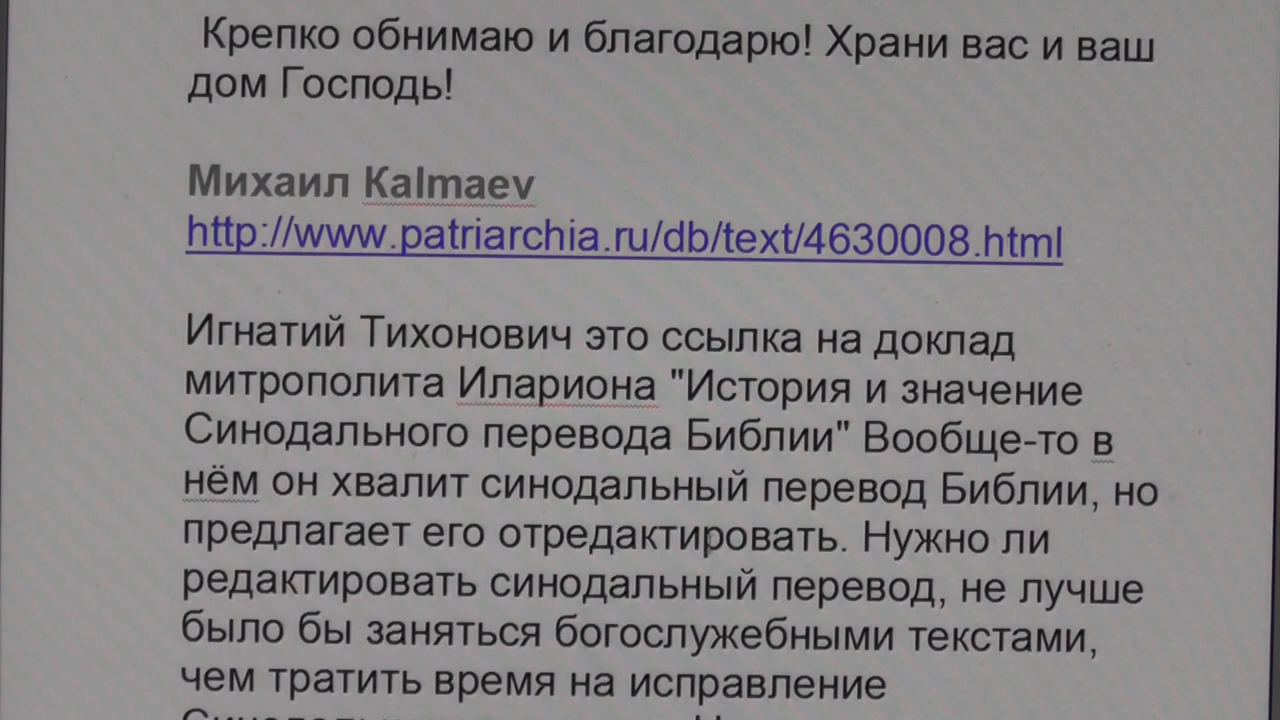 Крепко обнимаю и благодарю! Храни вас и ваш
дом Господь!
Михаил Kalmaev
http://www.patriarchia.ru/db/text/4630008.html
Игнатий Тихонович это ссылка на доклад
митрополита Илариона "История и значение
Синодального перевода Библии" Вообще-то в
нём он хвалит синодальный перевод Библии, но
предлагает его отредактировать. Нужно ли
редактировать синодальный перевод, не лучше
было бы заняться богослужебными текстами,
чем тратить время на исправление